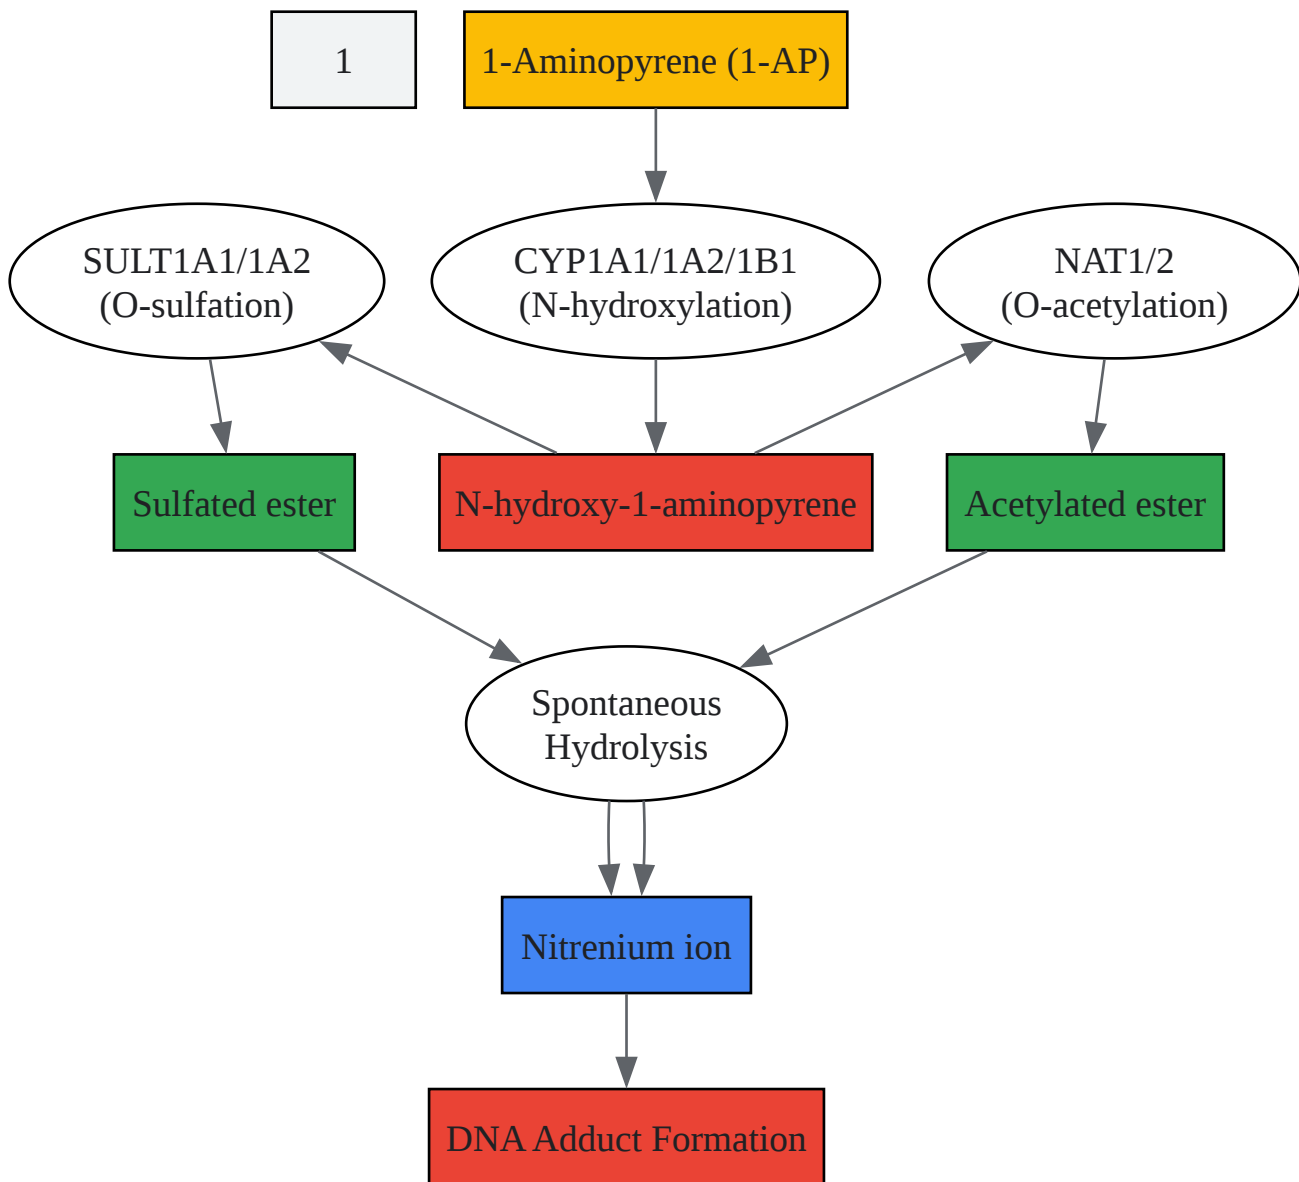 1
1-Aminopyrene (1-AP)
SULT1A1/1A2
(O-sulfation)
CYP1A1/1A2/1B1
(N-hydroxylation)
NAT1/2
(O-acetylation)
Sulfated ester
N-hydroxy-1-aminopyrene
Acetylated ester
Spontaneous
Hydrolysis
Nitrenium ion
DNA Adduct Formation